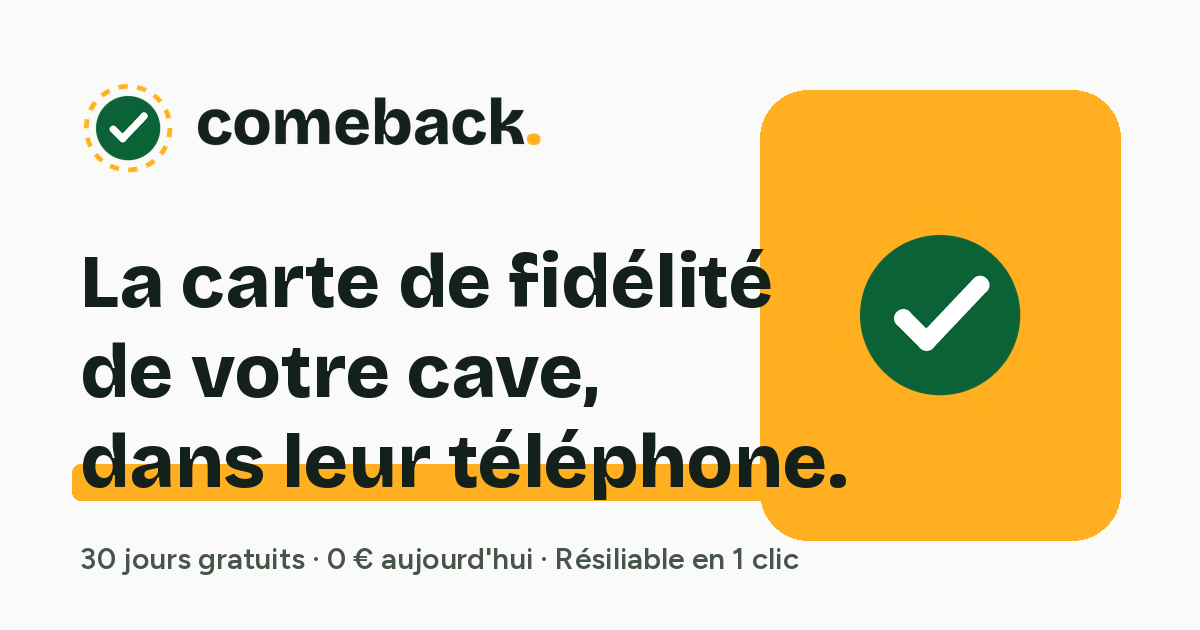 comeback.
La carte de fidélité
de votre cave,
dans leur téléphone.
30 jours gratuits · 0 € aujourd'hui · Résiliable en 1 clic